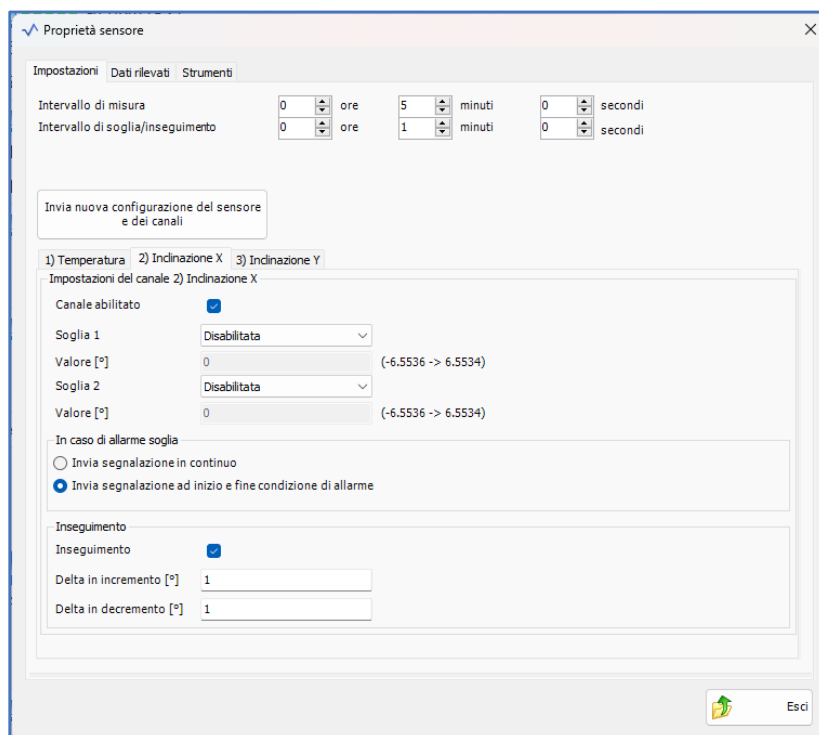 Proprietà sensore
Impostazioni Dati rilevati Strumenti
Intervallo di misura 0 ore 5 minuti 0 secondi
Intervallo di soglia/inseguimento 0 ore 1 minuti 0 secondi
Invia nuova configurazione del sensore
e dei canali
1) Temperatura 2) Inclinazione X 3) Inclinazione Y
Impostazioni del canale 2) Inclinazione X
Canale abilitato
Soglia 1 Disabilitata
Valore [°] 0 (-6.5536 -> 6.5534)
Soglia 2 Disabilitata
Valore [°] 0 (-6.5536 -> 6.5534)
In caso di allarme soglia
Invia segnalazione in continuo
Invia segnalazione ad inizio e fine condizione di allarme
Inseguimento
Inseguimento
Delta in incremento [°] 1
Delta in decremento [°] 1
Esci